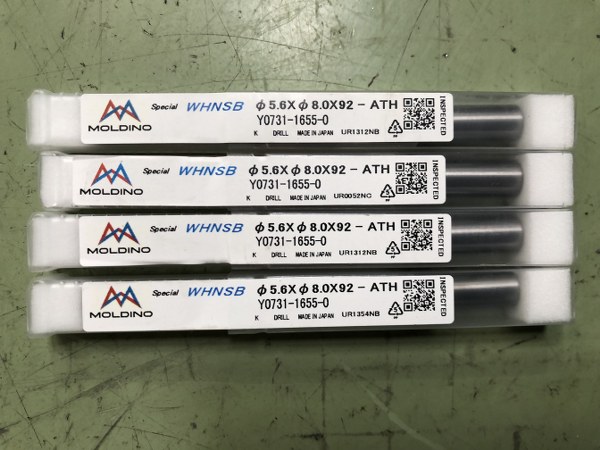 MOLDINO
Special WHNSB φ5.6Xφ8.0X92-ATH
Y0731-1655-0
K DRILL MADE IN JAPAN UR1312NB
INSPECTED
MOLDINO
Special WHNSB φ5.6Xφ8.0X92-ATH
Y0731-1655-0
K DRILL MADE IN JAPAN UR0052NC
INSPECTED
MOLDINO
Special WHNSB φ5.6Xφ8.0X92-ATH
Y0731-1655-0
K DRILL MADE IN JAPAN UR1312NB
INSPECTED
MOLDINO
Special WHNSB φ5.6Xφ8.0X92-ATH
Y0731-1655-0
K DRILL MADE IN JAPAN UR1354NB
INSPECTED